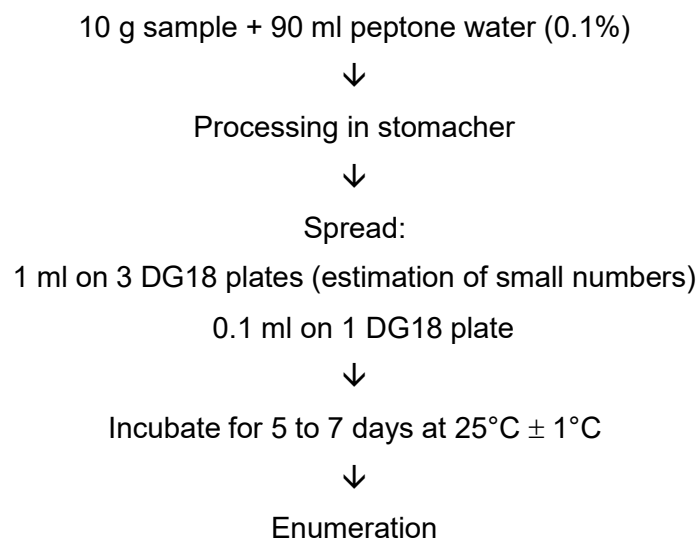 10 g sample + 90 ml peptone water (0.1%)
↓
Processing in stomacher
↓
Spread:
1 ml on 3 DG18 plates (estimation of small numbers)
0.1 ml on 1 DG18 plate
↓
Incubate for 5 to 7 days at 25°C ± 1°C
↓
Enumeration